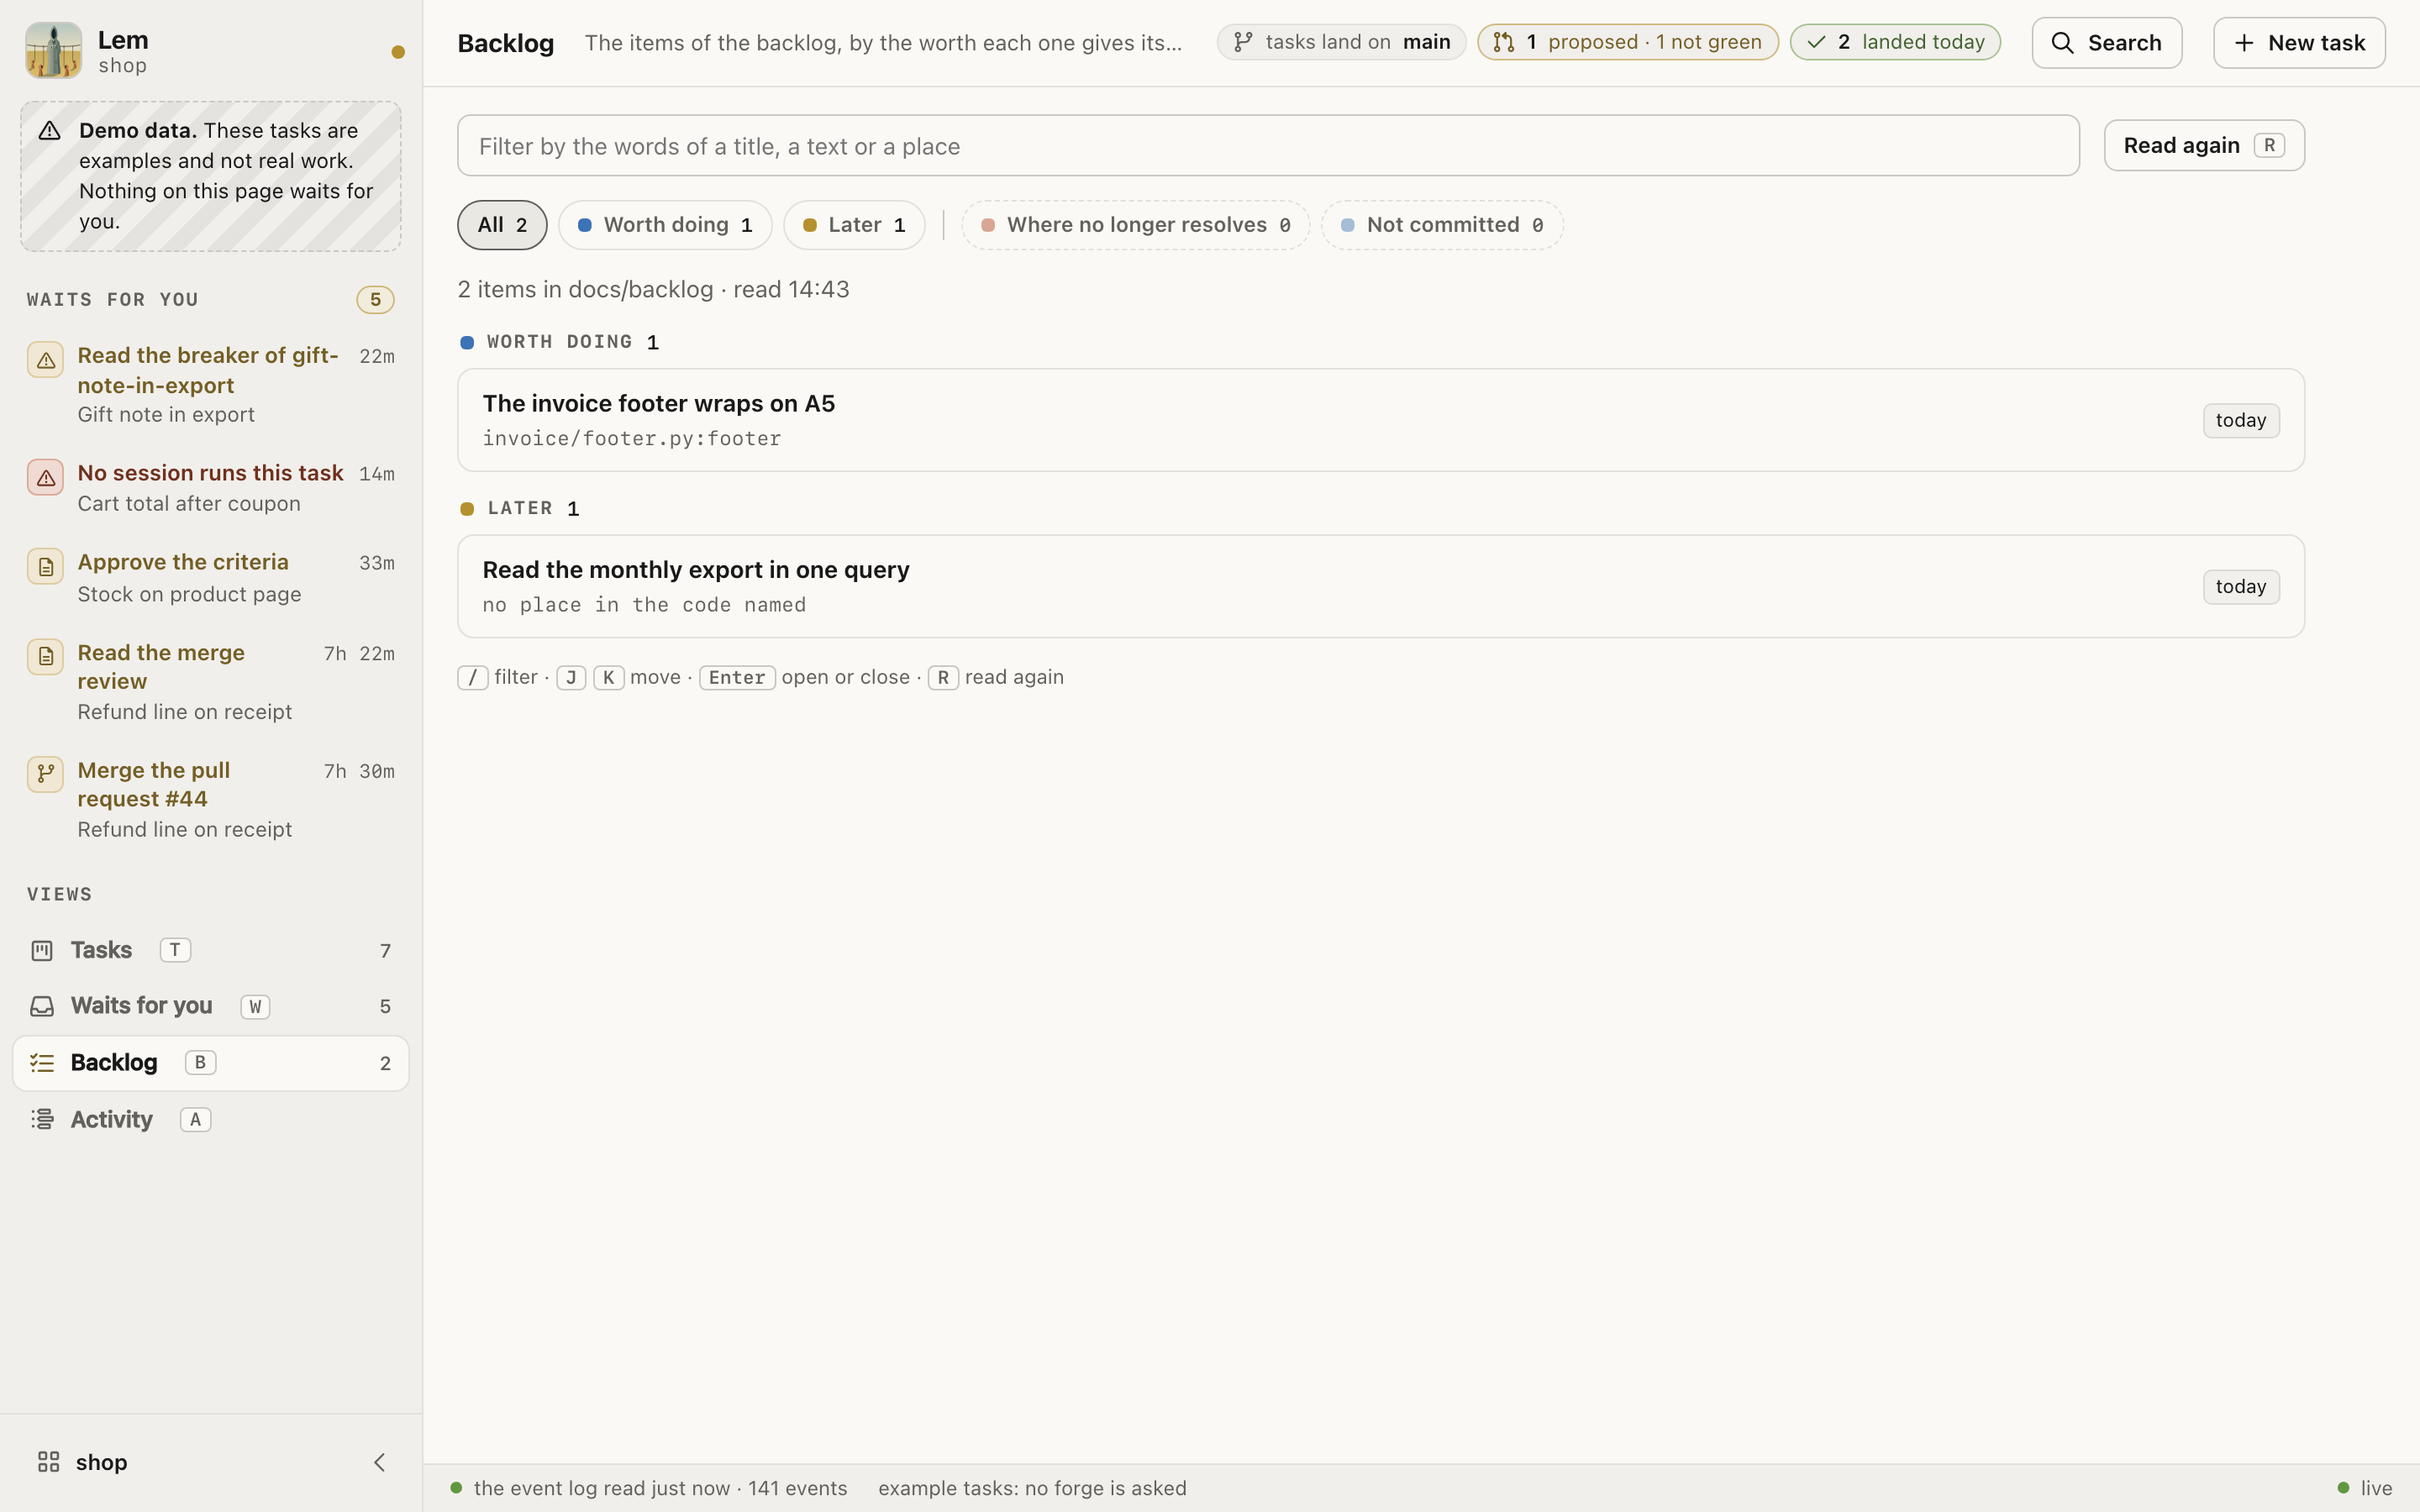 Lem
shop
Demo data. These tasks are
examples and not real work.
Nothing on this page waits for
you.
WAITS FOR YOU 5
Read the breaker of gift- 22m
note-in-export
Gift note in export
No session runs this task 14m
Cart total after coupon
Approve the criteria 33m
Stock on product page
Read the merge 7h 22m
review
Refund line on receipt
Merge the pull 7h 30m
request #44
Refund line on receipt
VIEWS
Tasks T 7
Waits for you W 5
Backlog B 2
Activity A
shop
Backlog The items of the backlog, by the worth each one gives its... tasks land on main 1 proposed · 1 not green 2 landed today Search New task
Filter by the words of a title, a text or a place Read again R
All 2 Worth doing 1 Later 1 Where no longer resolves 0 Not committed 0
2 items in docs/backlog · read 14:43
WORTH DOING 1
The invoice footer wraps on A5
invoice/footer.py:footer
today
LATER 1
Read the monthly export in one query
no place in the code named
today
/ filter · J K move · Enter open or close · R read again
the event log read just now · 141 events example tasks: no forge is asked live